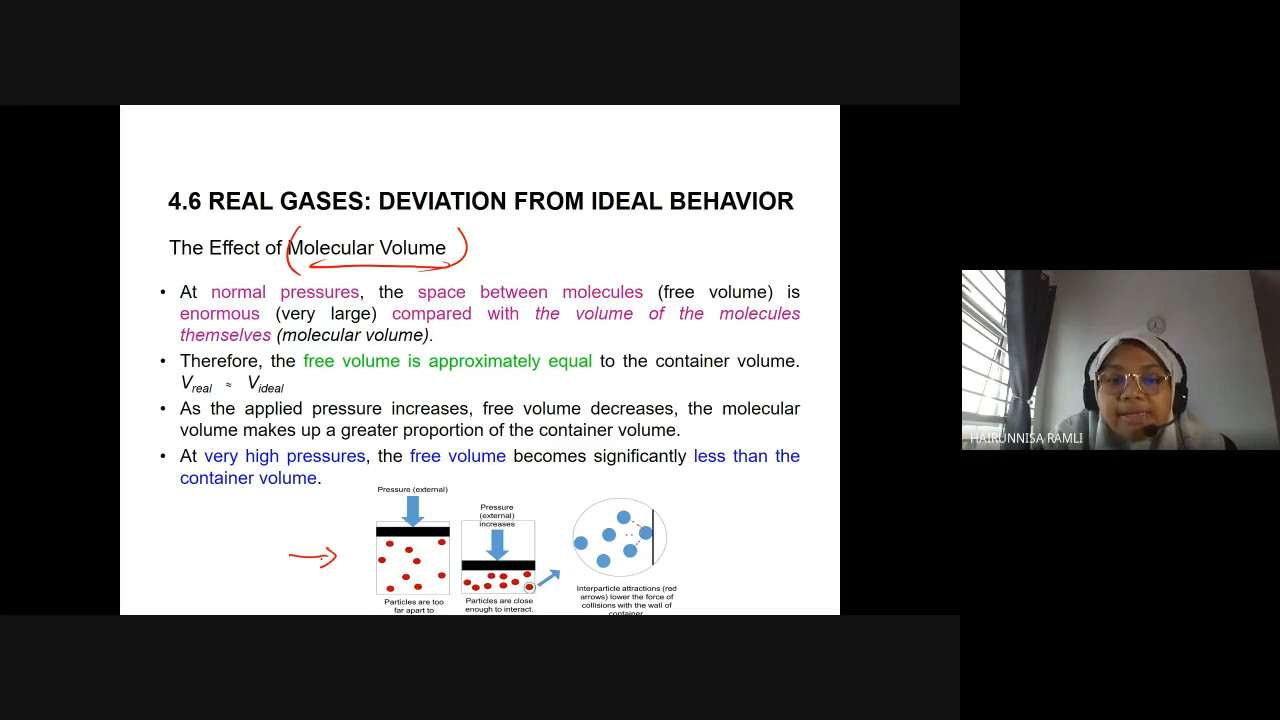 4.6 REAL GASES: DEVIATION FROM IDEAL BEHAVIOR
The Effect of Molecular Volume
• At normal pressures, the space between molecules (free volume) is
enormous (very large) compared with the volume of the molecules
themselves (molecular volume).
• Therefore, the free volume is approximately equal to the container volume.
Vreal ≈ Videal
• As the applied pressure increases, free volume decreases, the molecular
volume makes up a greater proportion of the container volume.
• At very high pressures, the free volume becomes significantly less than the
container volume.
Pressure (external)
Pressure
(external)
increases
Particles are too
far apart to
Particles are close
enough to interact.
Interparticle attractions (red
arrows) lower the force of
collisions with the wall of
container
HAIRUNNISA RAMLI